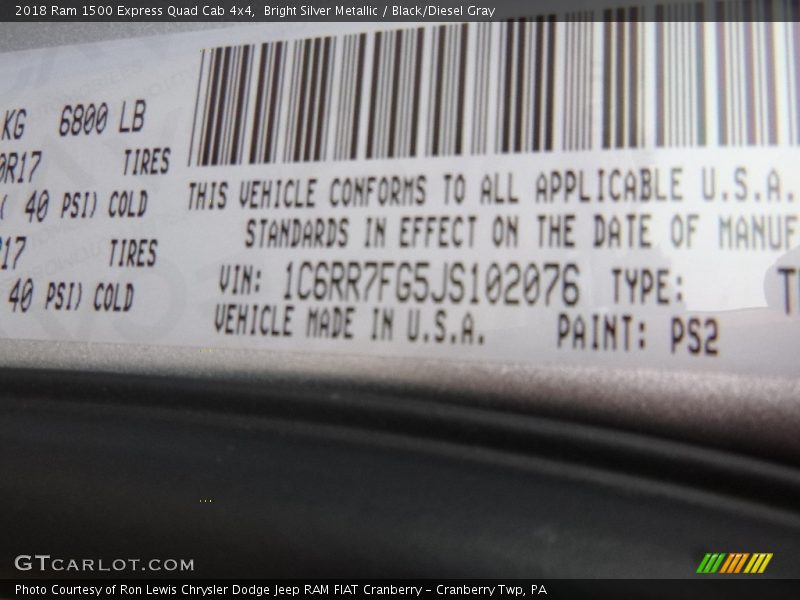 2018 Ram 1500 Express Quad Cab 4x4, Bright Silver Metallic / Black/Diesel Gray
KG 6800 LB
0R17 TIRES
( 40 PSI) COLD
R17 TIRES
40 PSI) COLD
THIS VEHICLE CONFORMS TO ALL APPLICABLE U.S.A.
STANDARDS IN EFFECT ON THE DATE OF MANUF
VIN: 1C6RR7FG5JS102076 TYPE: T
VEHICLE MADE IN U.S.A. PAINT: PS2
GTCARLOT.COM
Photo Courtesy of Ron Lewis Chrysler Dodge Jeep RAM FIAT Cranberry – Cranberry Twp, PA